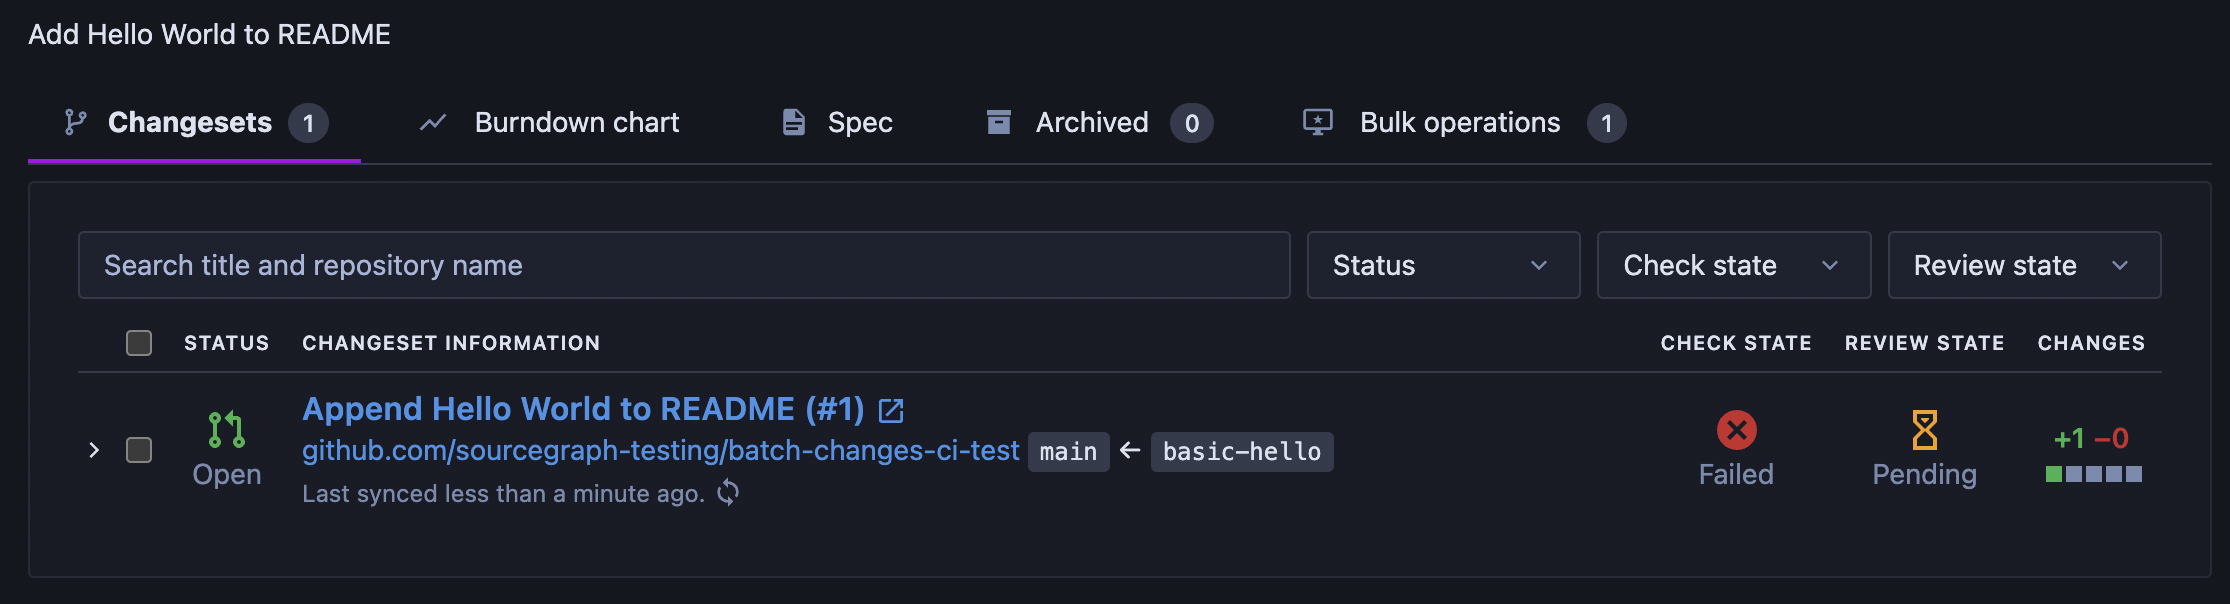 Add Hello World to README
Changesets 1 Burndown chart Spec Archived 0 Bulk operations 1
Search title and repository name Status Check state Review state
STATUS CHANGESET INFORMATION CHECK STATE REVIEW STATE CHANGES
Append Hello World to README (#1)
github.com/sourcegraph-testing/batch-changes-ci-test main ← basic-hello
Last synced less than a minute ago.
Open
Failed
Pending
+1 −0